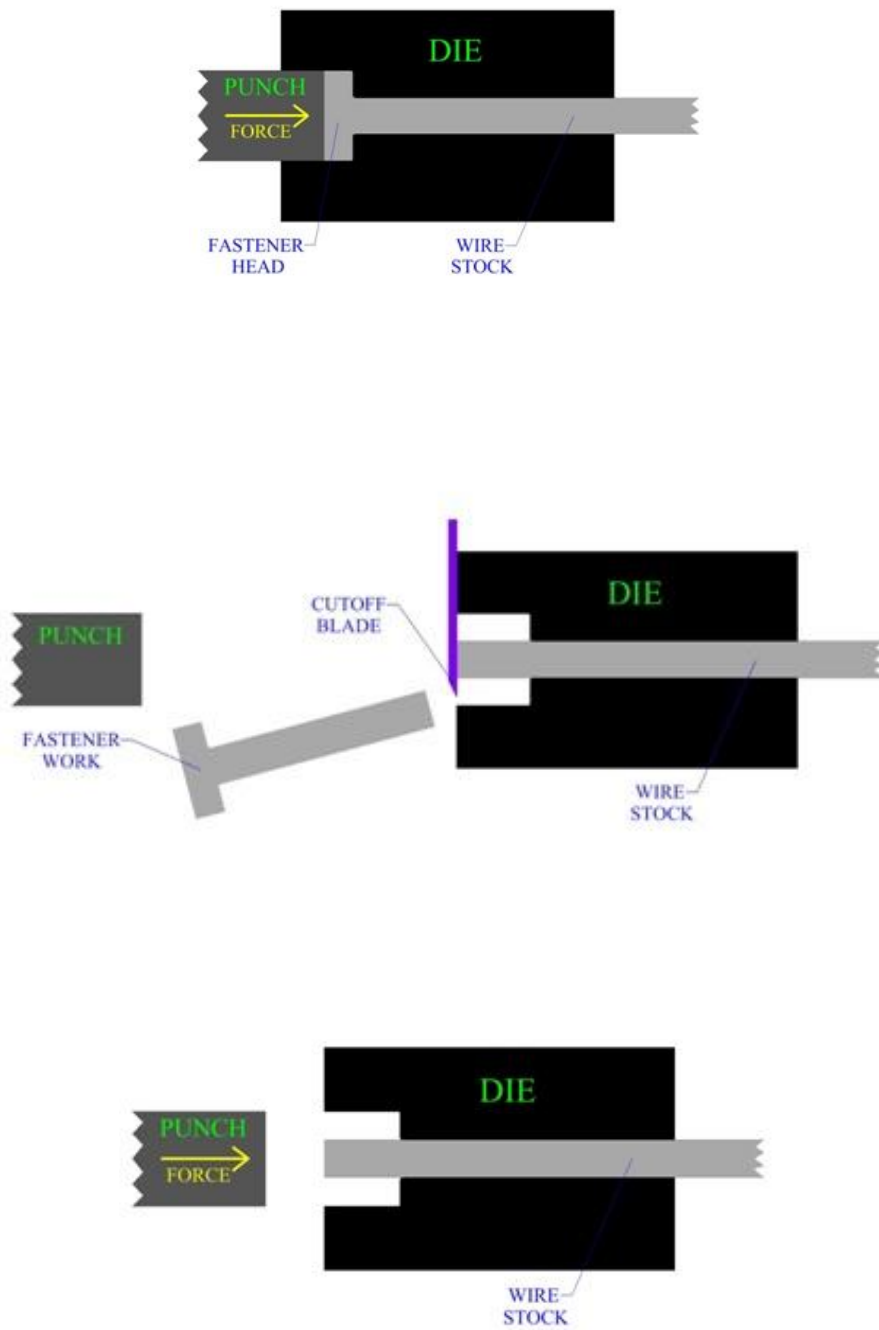 DIE
PUNCH
FORCE
FASTENER
HEAD
WIRE
STOCK
CUTOFF
BLADE
DIE
PUNCH
FASTENER
WORK
WIRE
STOCK
DIE
PUNCH
FORCE
WIRE
STOCK